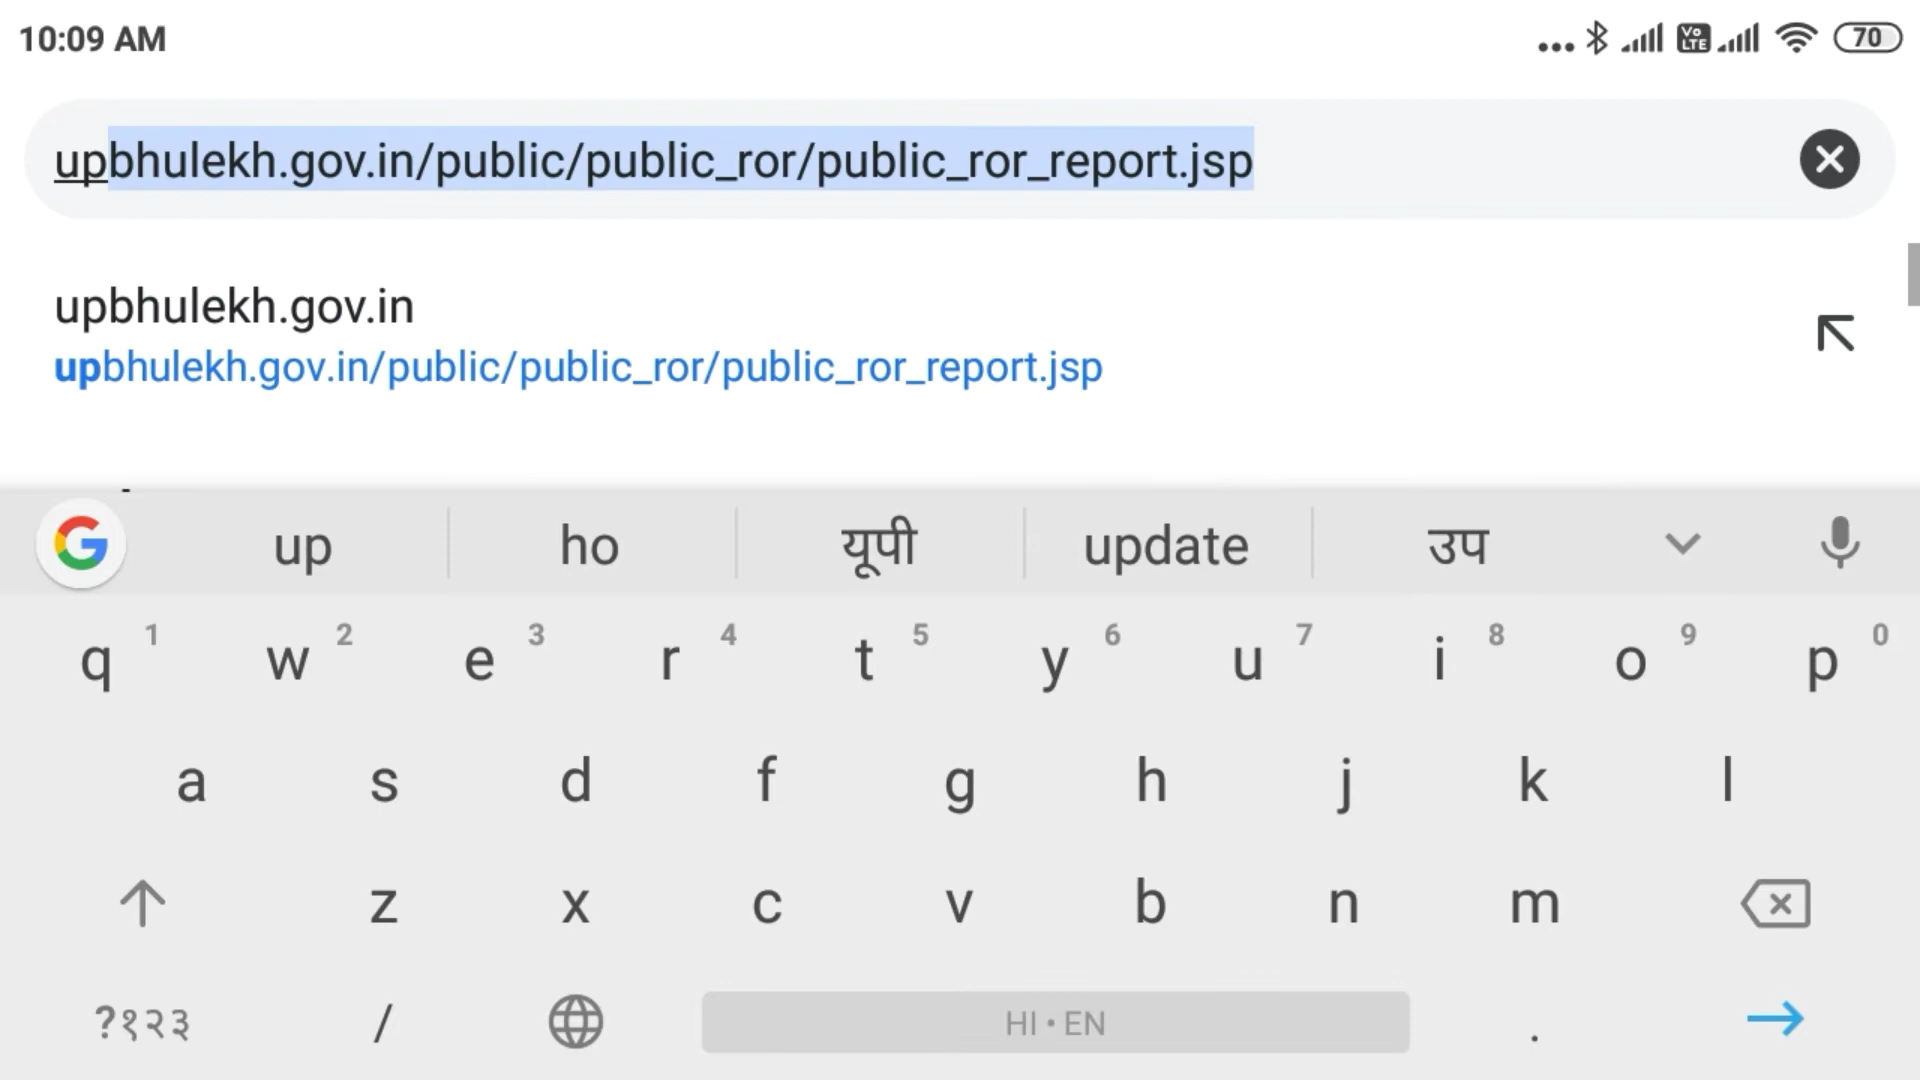 10:09 AM
Vo LTE
70
upbhulekh.gov.in/public/public_ror/public_ror_report.jsp
upbhulekh.gov.in
upbhulekh.gov.in/public/public_ror/public_ror_report.jsp
G up ho यूपी update उप
q 1 w 2 e 3 r 4 t 5 y 6 u 7 i 8 o 9 p 0
a s d f g h j k l
z x c v b n m
?१२३ / HI • EN .